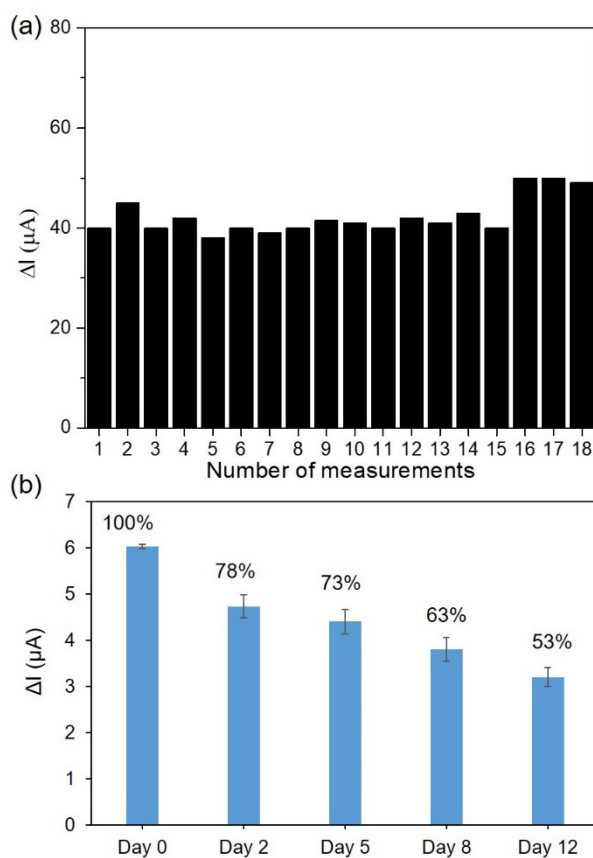 (a)
80
60
40
20
0
ΔI (μA)
1 2 3 4 5 6 7 8 9 10 11 12 13 14 15 16 17 18
Number of measurements
(b)
7
6
5
4
3
2
1
0
ΔI (μA)
100%
78%
73%
63%
53%
Day 0 Day 2 Day 5 Day 8 Day 12